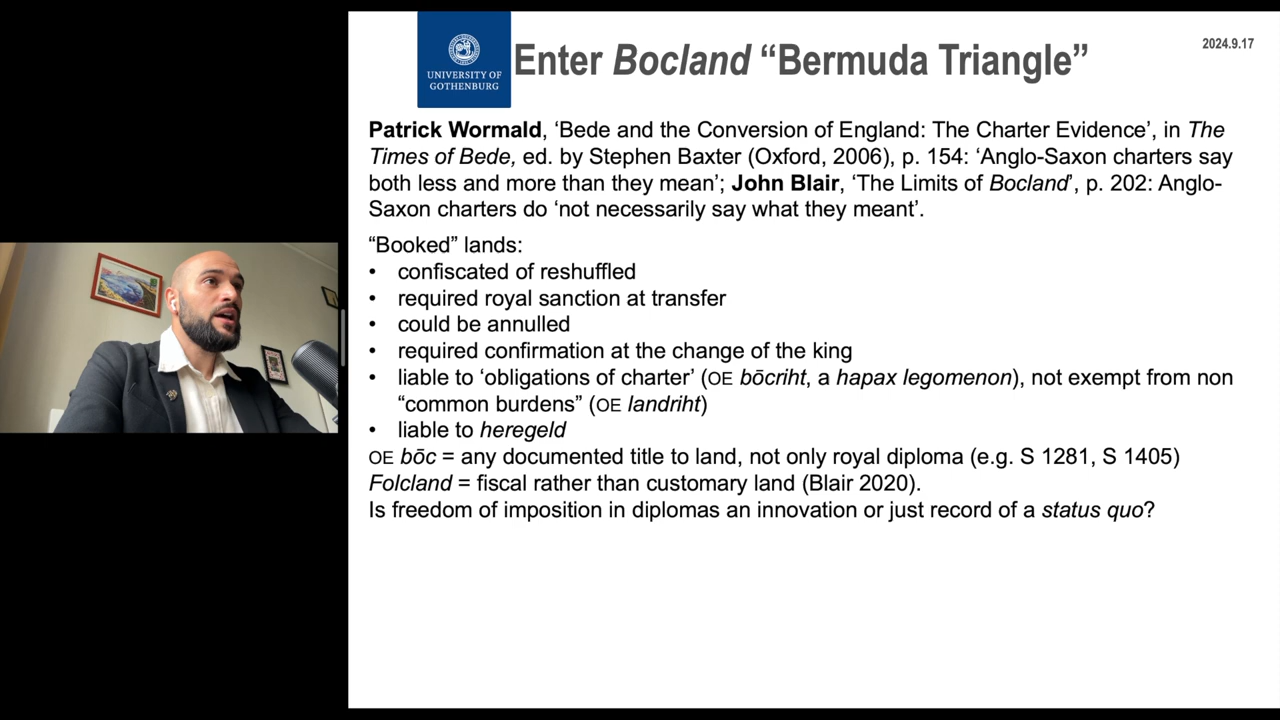 UNIVERSITY OF
GOTHENBURG
Enter Bocland “Bermuda Triangle”
2024.9.17
Patrick Wormald, ‘Bede and the Conversion of England: The Charter Evidence’, in The
Times of Bede, ed. by Stephen Baxter (Oxford, 2006), p. 154: ‘Anglo-Saxon charters say
both less and more than they mean’; John Blair, ‘The Limits of Bocland’, p. 202: Anglo-
Saxon charters do ‘not necessarily say what they meant’.
“Booked” lands:
• confiscated of reshuffled
• required royal sanction at transfer
• could be annulled
• required confirmation at the change of the king
• liable to ‘obligations of charter’ (OE bōcriht, a hapax legomenon), not exempt from non
“common burdens” (OE landriht)
• liable to heregeld
OE bōc = any documented title to land, not only royal diploma (e.g. S 1281, S 1405)
Folcland = fiscal rather than customary land (Blair 2020).
Is freedom of imposition in diplomas an innovation or just record of a status quo?